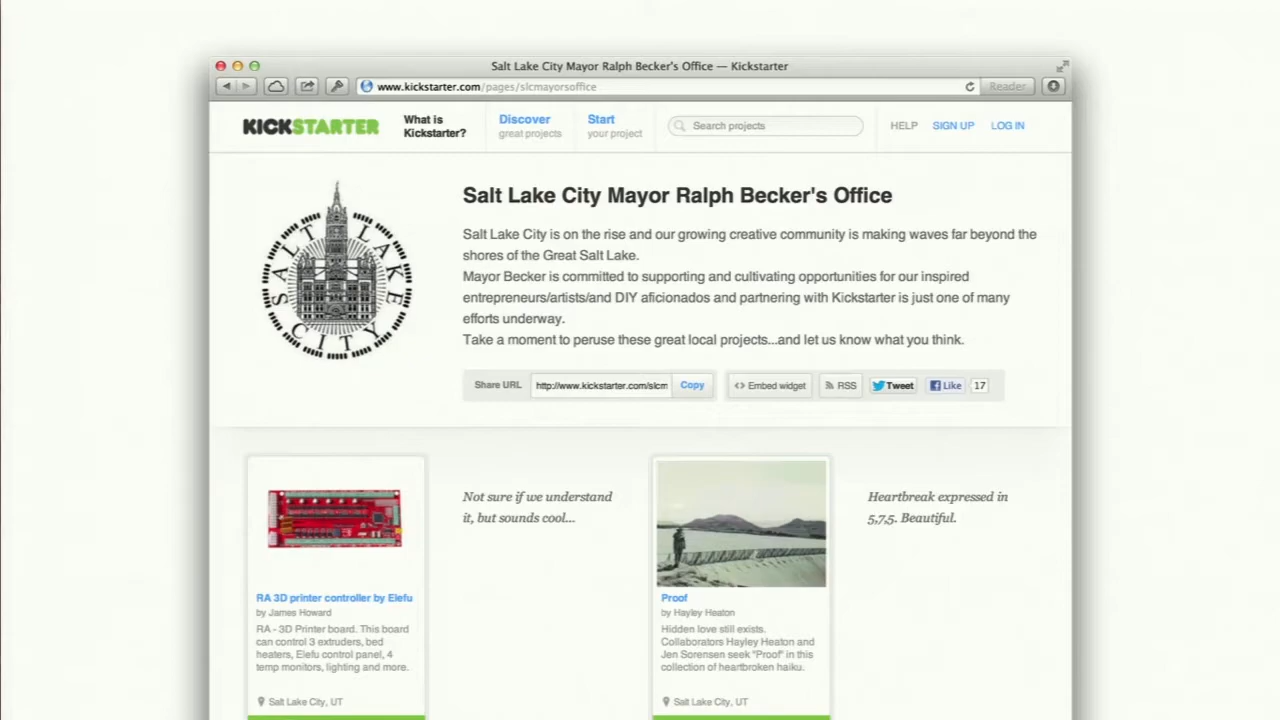 Salt Lake City Mayor Ralph Becker's Office — Kickstarter
www.kickstarter.com/pages/slcmayorsoffice
Reader
KICKSTARTER
What is
Kickstarter?
Discover
great projects
Start
your project
Search projects
HELP
SIGN UP
LOG IN
SALT LAKE
CITY
Salt Lake City Mayor Ralph Becker's Office
Salt Lake City is on the rise and our growing creative community is making waves far beyond the
shores of the Great Salt Lake.
Mayor Becker is committed to supporting and cultivating opportunities for our inspired
entrepreneurs/artists/and DIY aficionados and partnering with Kickstarter is just one of many
efforts underway.
Take a moment to peruse these great local projects...and let us know what you think.
Share URL
http://www.kickstarter.com/slcm
Copy
<> Embed widget
RSS
Tweet
Like
17
RA 3D printer controller by Elefu
by James Howard
RA - 3D Printer board. This board
can control 3 extruders, bed
heaters, Elefu control panel, 4
temp monitors, lighting and more.
Salt Lake City, UT
Not sure if we understand
it, but sounds cool...
Proof
by Hayley Heaton
Hidden love still exists.
Collaborators Hayley Heaton and
Jen Sorensen seek "Proof" in this
collection of heartbroken haiku.
Salt Lake City, UT
Heartbreak expressed in
5,7,5. Beautiful.